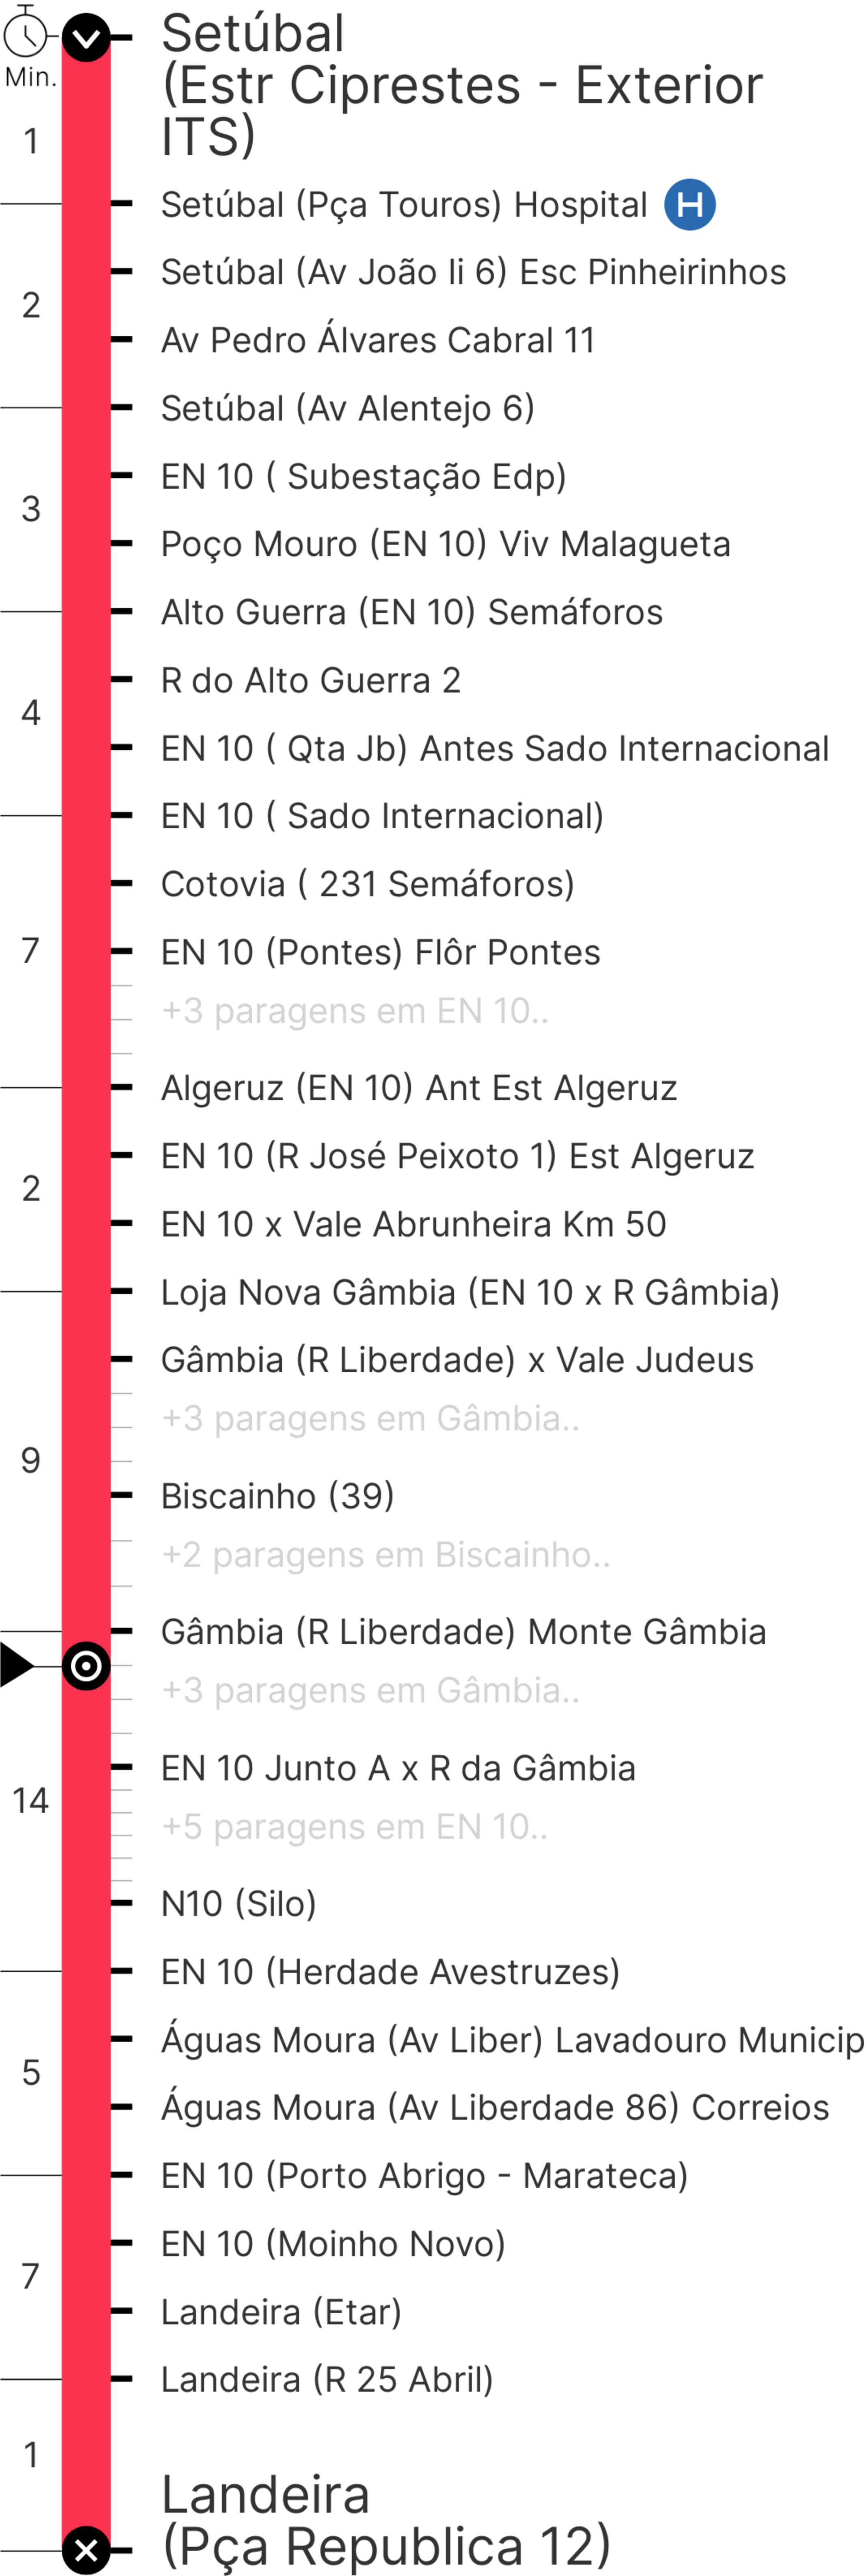 Setúbal
Min.
(Estr Ciprestes - Exterior
ITS)
1
Setúbal (Pça Touros) Hospital H
Setúbal (Av João Ii 6) Esc Pinheirinhos
2
Av Pedro Álvares Cabral 11
Setúbal (Av Alentejo 6)
EN 10 ( Subestação Edp)
3
Poço Mouro (EN 10) Viv Malagueta
Alto Guerra (EN 10) Semáforos
R do Alto Guerra 2
4
EN 10 ( Qta Jb) Antes Sado Internacional
EN 10 ( Sado Internacional)
Cotovia ( 231 Semáforos)
7
EN 10 (Pontes) Flôr Pontes
+3 paragens em EN 10..
Algeruz (EN 10) Ant Est Algeruz
EN 10 (R José Peixoto 1) Est Algeruz
2
EN 10 x Vale Abrunheira Km 50
Loja Nova Gâmbia (EN 10 x R Gâmbia)
Gâmbia (R Liberdade) x Vale Judeus
+3 paragens em Gâmbia..
9
Biscainho (39)
+2 paragens em Biscainho..
Gâmbia (R Liberdade) Monte Gâmbia
+3 paragens em Gâmbia..
EN 10 Junto A x R da Gâmbia
14
+5 paragens em EN 10..
N10 (Silo)
EN 10 (Herdade Avestruzes)
Águas Moura (Av Liber) Lavadouro Municip
5
Águas Moura (Av Liberdade 86) Correios
EN 10 (Porto Abrigo - Marateca)
EN 10 (Moinho Novo)
7
Landeira (Etar)
Landeira (R 25 Abril)
1
Landeira
(Pça Republica 12)